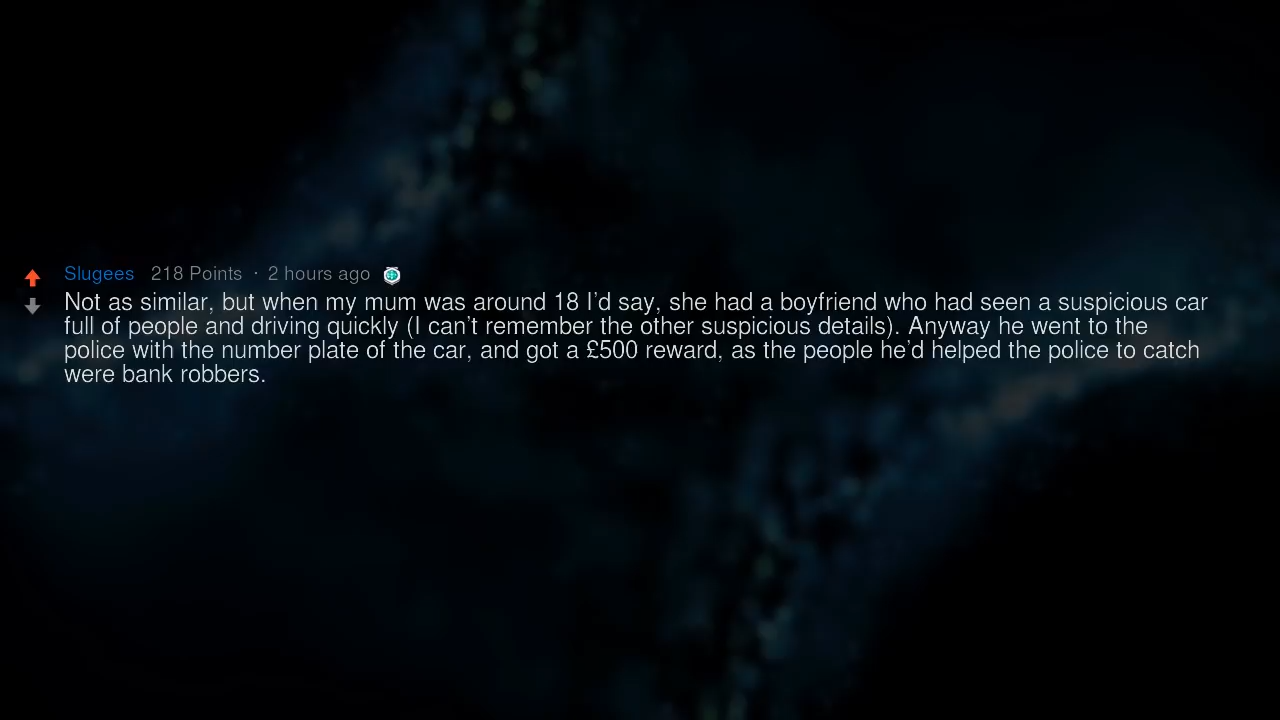 Slugees 218 Points · 2 hours ago
Not as similar, but when my mum was around 18 I’d say, she had a boyfriend who had seen a suspicious car
full of people and driving quickly (I can’t remember the other suspicious details). Anyway he went to the
police with the number plate of the car, and got a £500 reward, as the people he’d helped the police to catch
were bank robbers.